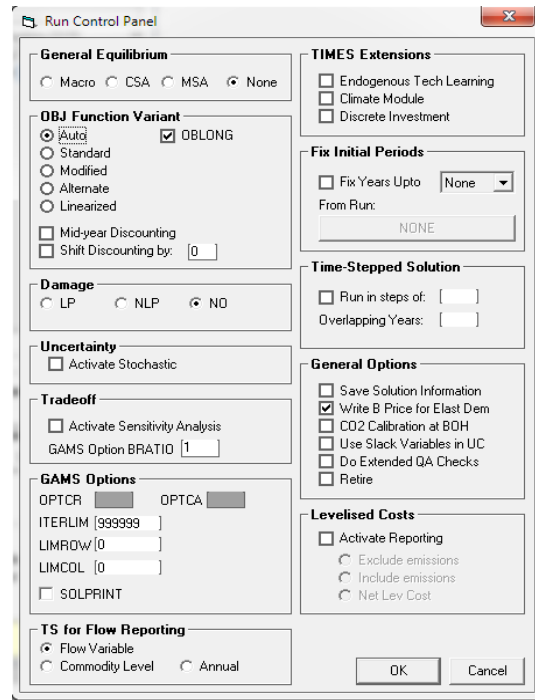 Run Control Panel
General Equilibrium
Macro CSA MSA None
OBJ Function Variant
Auto OBLONG
Standard
Modified
Alternate
Linearized
Mid-year Discounting
Shift Discounting by: [0 ]
Damage
LP NLP NO
Uncertainty
Activate Stochastic
Tradeoff
Activate Sensitivity Analysis
GAMS Option BRATIO [1 ]
GAMS Options
OPTCR OPTCA
ITERLIM [999999 ]
LIMROW [0 ]
LIMCOL [0 ]
SOLPRINT
TS for Flow Reporting
Flow Variable
Commodity Level Annual
TIMES Extensions
Endogenous Tech Learning
Climate Module
Discrete Investment
Fix Initial Periods
Fix Years Upto None
From Run:
NONE
Time-Stepped Solution
Run in steps of: [ ]
Overlapping Years: [ ]
General Options
Save Solution Information
Write B Price for Elast Dem
CO2 Calibration at BOH
Use Slack Variables in UC
Do Extended QA Checks
Retire
Levelised Costs
Activate Reporting
Exclude emissions
Include emissions
Net Lev Cost
OK Cancel